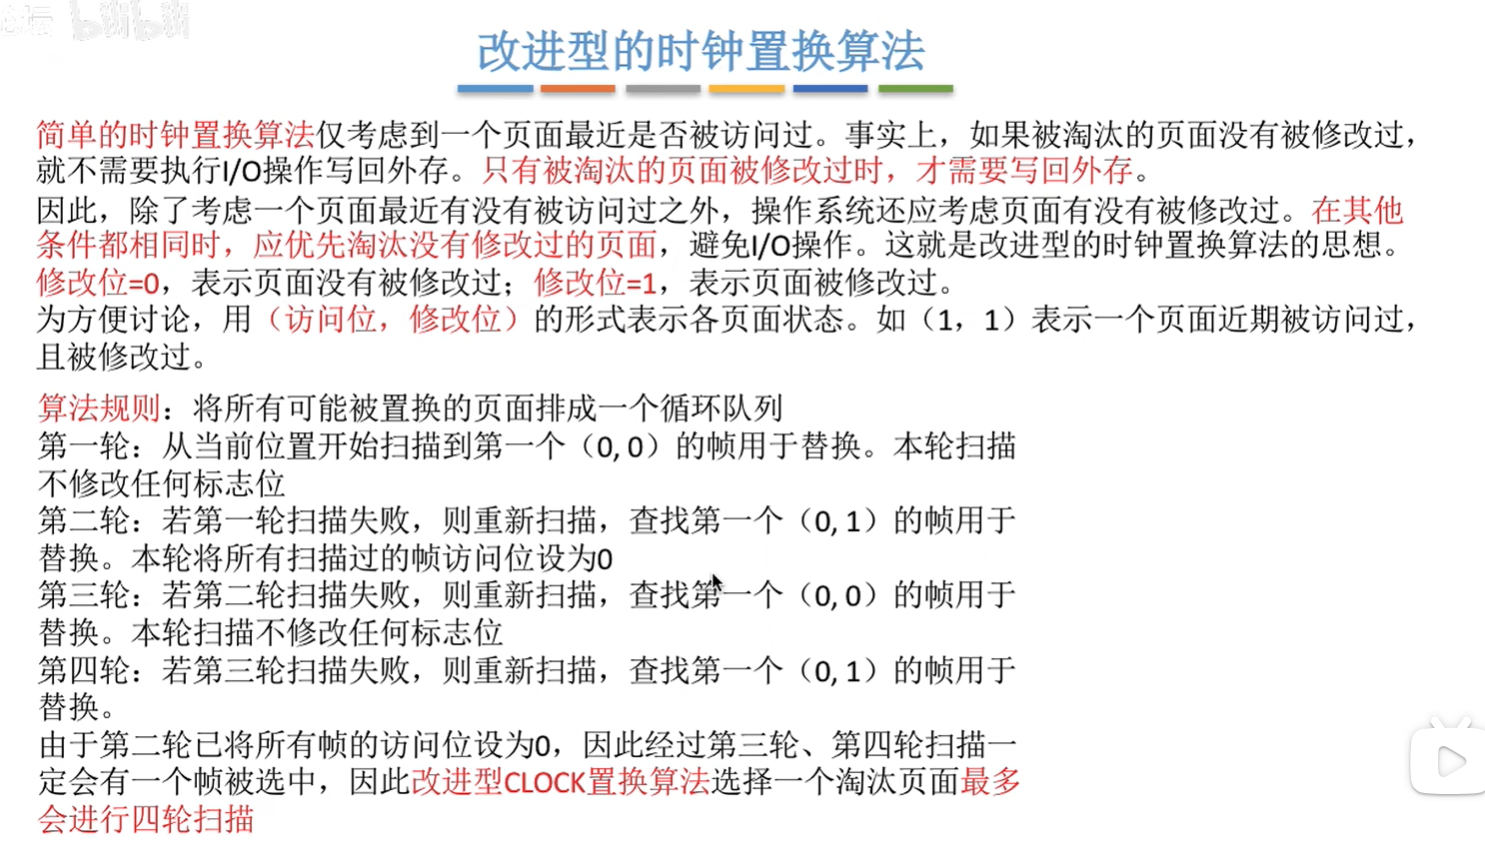 bilibili
改进型的时钟置换算法
简单的时钟置换算法仅考虑到一个页面最近是否被访问过。事实上，如果被淘汰的页面没有被修改过，
就不需要执行I/O操作写回外存。只有被淘汰的页面被修改过时，才需要写回外存。
因此，除了考虑一个页面最近有没有被访问过之外，操作系统还应考虑页面有没有被修改过。在其他
条件都相同时，应优先淘汰没有修改过的页面，避免I/O操作。这就是改进型的时钟置换算法的思想。
修改位=0，表示页面没有被修改过；修改位=1，表示页面被修改过。
为方便讨论，用（访问位，修改位）的形式表示各页面状态。如（1，1）表示一个页面近期被访问过，
且被修改过。
算法规则：将所有可能被置换的页面排成一个循环队列
第一轮：从当前位置开始扫描到第一个（0, 0）的帧用于替换。本轮扫描
不修改任何标志位
第二轮：若第一轮扫描失败，则重新扫描，查找第一个（0, 1）的帧用于
替换。本轮将所有扫描过的帧访问位设为0
第三轮：若第二轮扫描失败，则重新扫描，查找第一个（0, 0）的帧用于
替换。本轮扫描不修改任何标志位
第四轮：若第三轮扫描失败，则重新扫描，查找第一个（0, 1）的帧用于
替换。
由于第二轮已将所有帧的访问位设为0，因此经过第三轮、第四轮扫描一
定会有一个帧被选中，因此改进型CLOCK置换算法选择一个淘汰页面最多
会进行四轮扫描